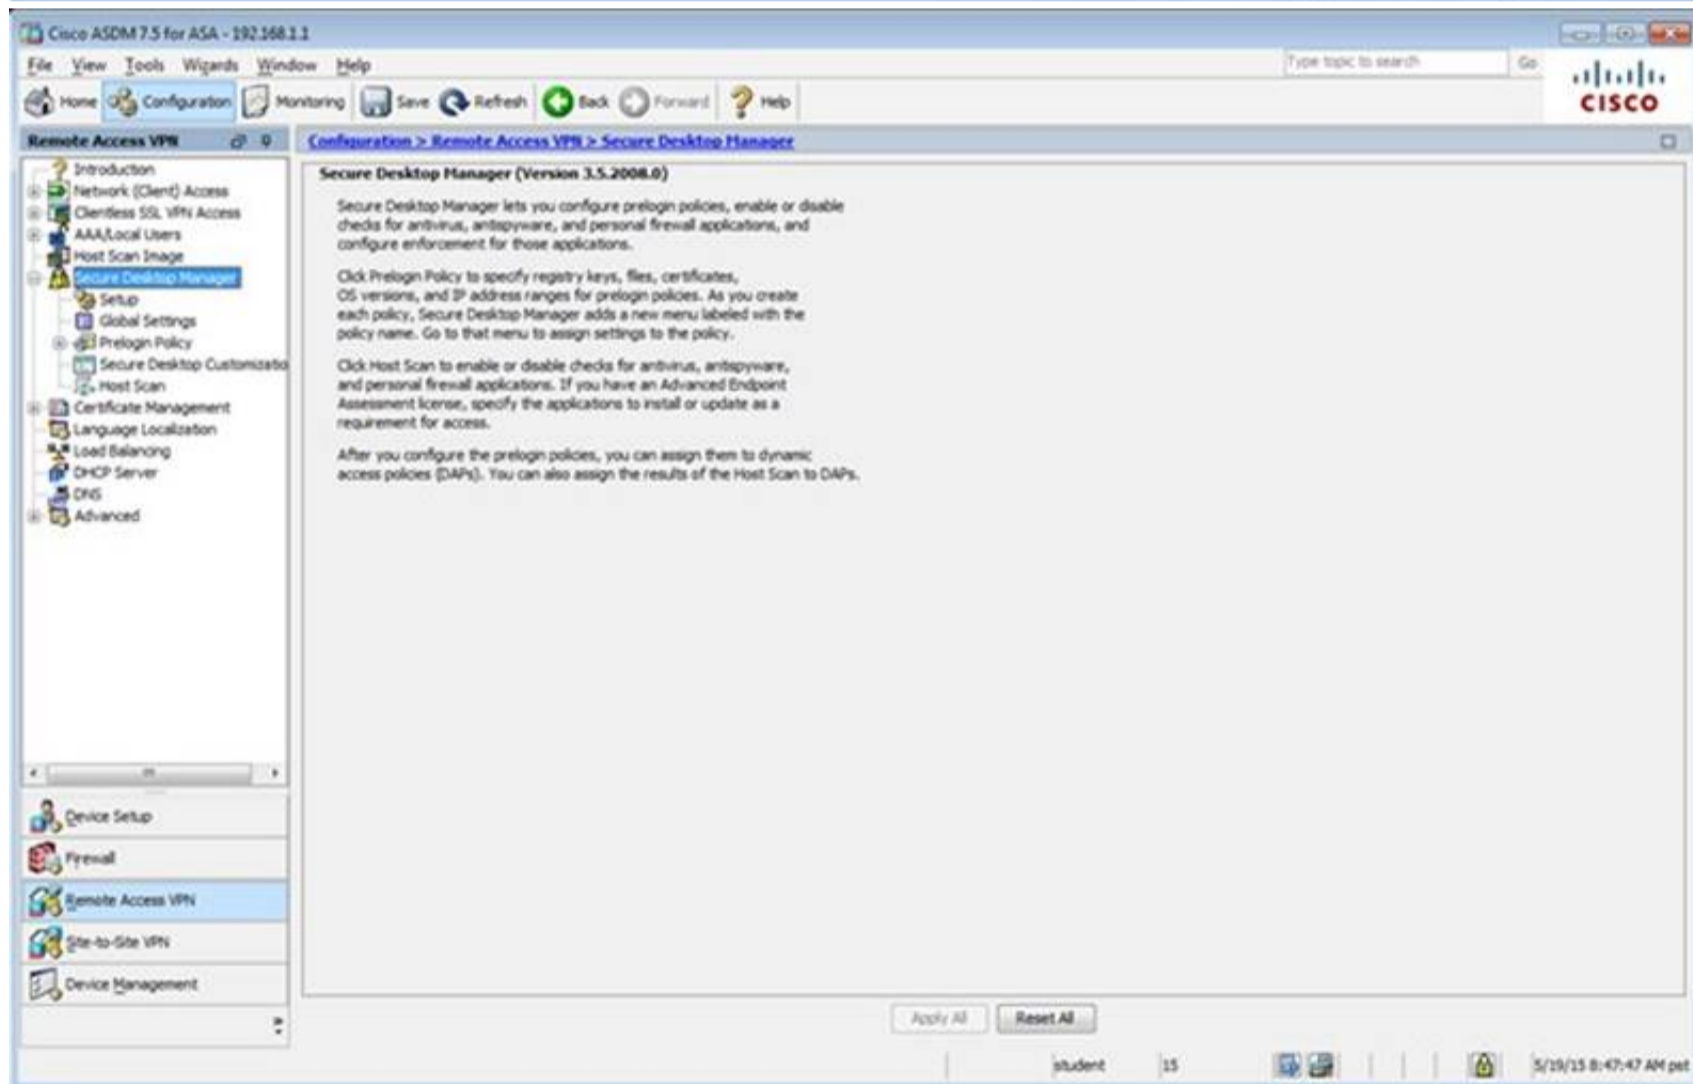 Cisco ASDM 7.5 for ASA - 192.168.1.1
File View Tools Wizards Window Help
Type topic to search Go
Home Configuration Monitoring Save Refresh Back Forward Help
CISCO
Remote Access VPN
Configuration > Remote Access VPN > Secure Desktop Manager
Introduction
Network (Client) Access
Clientless SSL VPN Access
AAA/Local Users
Host Scan Image
Secure Desktop Manager
Setup
Global Settings
Prelogin Policy
Secure Desktop Customizatio
Host Scan
Certificate Management
Language Localization
Load Balancing
DHCP Server
DNS
Advanced
Secure Desktop Manager (Version 3.5.2008.0)
Secure Desktop Manager lets you configure prelogin policies, enable or disable
checks for antivirus, antispyware, and personal firewall applications, and
configure enforcement for those applications.
Click Prelogin Policy to specify registry keys, files, certificates,
OS versions, and IP address ranges for prelogin policies. As you create
each policy, Secure Desktop Manager adds a new menu labeled with the
policy name. Go to that menu to assign settings to the policy.
Click Host Scan to enable or disable checks for antivirus, antispyware,
and personal firewall applications. If you have an Advanced Endpoint
Assessment license, specify the applications to install or update as a
requirement for access.
After you configure the prelogin policies, you can assign them to dynamic
access policies (DAPs). You can also assign the results of the Host Scan to DAPs.
Device Setup
Firewall
Remote Access VPN
Site-to-Site VPN
Device Management
Apply All Reset All
student 15 5/19/15 8:47:47 AM pst